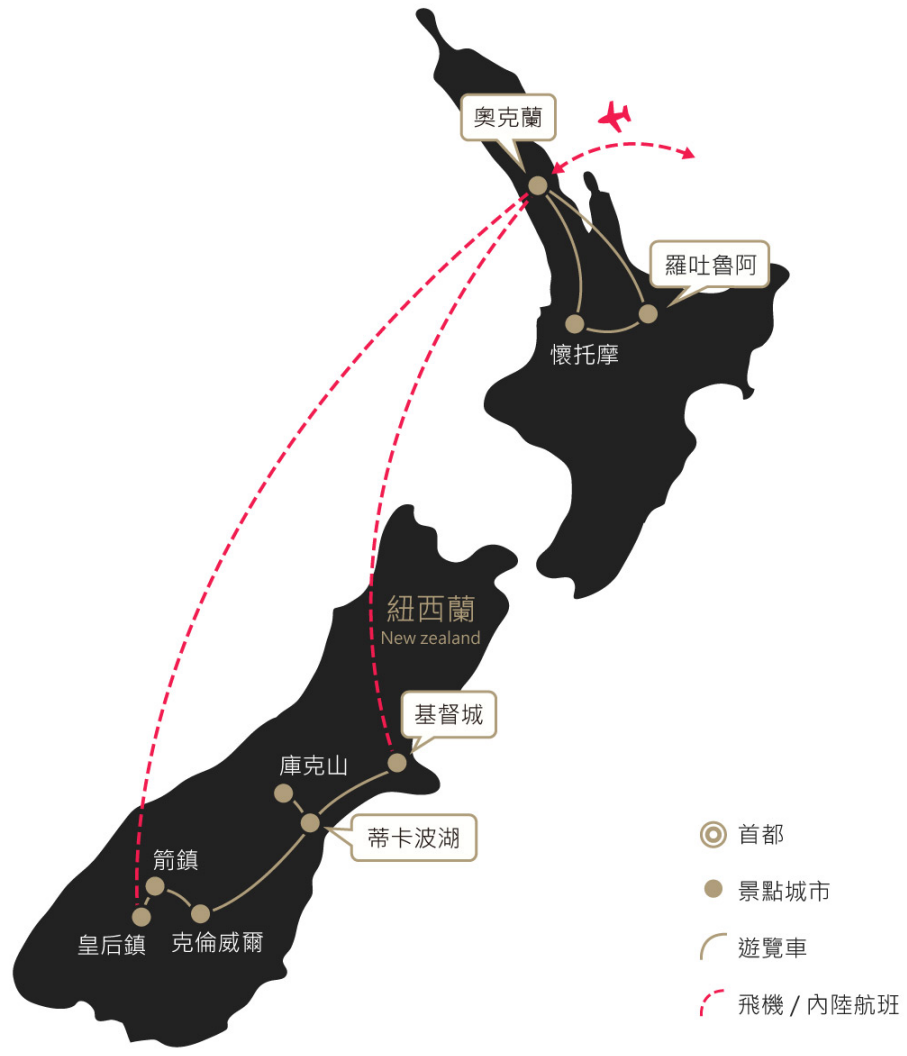 奧克蘭
羅吐魯阿
懷托摩
紐西蘭
New zealand
基督城
庫克山
蒂卡波湖
箭鎮
皇后鎮
克倫威爾
首都
景點城市
遊覽車
飛機 / 內陸航班